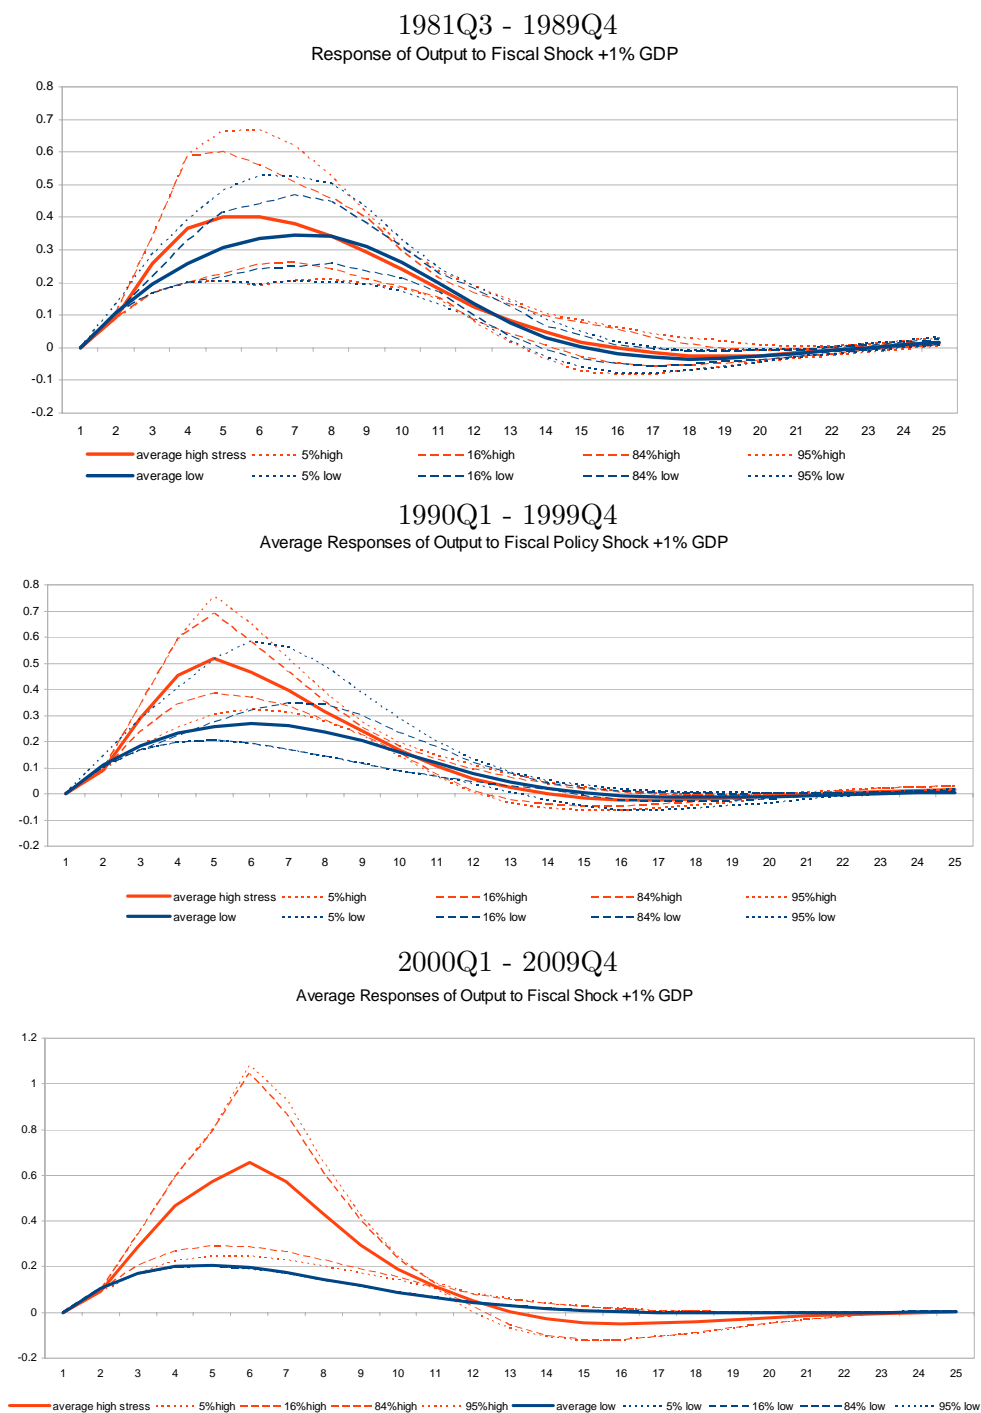 1981Q3 - 1989Q4
Response of Output to Fiscal Shock +1% GDP
0.8
0.7
0.6
0.5
0.4
0.3
0.2
0.1
0
-0.1
-0.2
1 2 3 4 5 6 7 8 9 10 11 12 13 14 15 16 17 18 19 20 21 22 23 24 25
average high stress 5%high 16%high 84%high 95%high
average low 5% low 16% low 84% low 95% low
1990Q1 - 1999Q4
Average Responses of Output to Fiscal Policy Shock +1% GDP
0.8
0.7
0.6
0.5
0.4
0.3
0.2
0.1
0
-0.1
-0.2
1 2 3 4 5 6 7 8 9 10 11 12 13 14 15 16 17 18 19 20 21 22 23 24 25
average high stress 5%high 16%high 84%high 95%high
average low 5% low 16% low 84% low 95% low
2000Q1 - 2009Q4
Average Responses of Output to Fiscal Shock +1% GDP
1.2
1
0.8
0.6
0.4
0.2
0
-0.2
1 2 3 4 5 6 7 8 9 10 11 12 13 14 15 16 17 18 19 20 21 22 23 24 25
average high stress 5%high 16%high 84%high 95%high average low 5% low 16% low 84% low 95% low